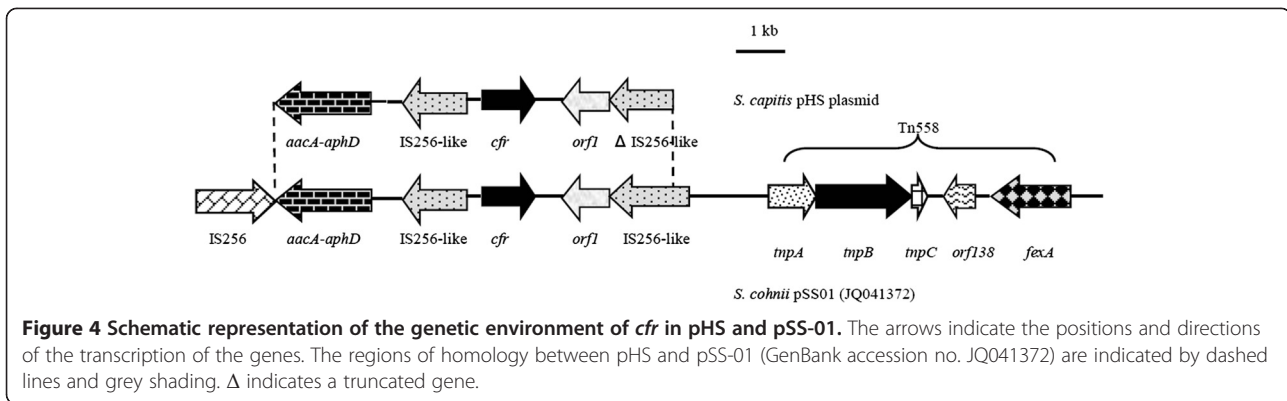 1 kb
S. capitis pHS plasmid
aacA-aphD IS256-like cfr orf1 Δ IS256-like
Tn558
IS256 aacA-aphD IS256-like cfr orf1 IS256-like
tnpA tnpB tnpC orf138 fexA
S. cohnii pSS01 (JQ041372)
Figure 4 Schematic representation of the genetic environment of cfr in pHS and pSS-01. The arrows indicate the positions and directions
of the transcription of the genes. The regions of homology between pHS and pSS-01 (GenBank accession no. JQ041372) are indicated by dashed
lines and grey shading. Δ indicates a truncated gene.